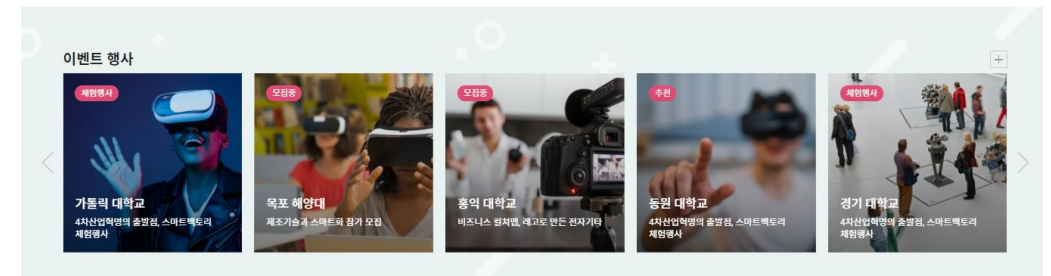 이벤트 행사
+
체험행사
가톨릭 대학교
4차산업혁명의 출발점, 스마트팩토리
체험행사
모집중
목포 해양대
제조기술과 스마트화 참가 모집
모집중
홍익 대학교
비즈니스 컬쳐랩, 레고로 만든 전자기타
추천
동원 대학교
4차산업혁명의 출발점, 스마트팩토리
체험행사
체험행사
경기 대학교
4차산업혁명의 출발점, 스마트팩토리
체험행사